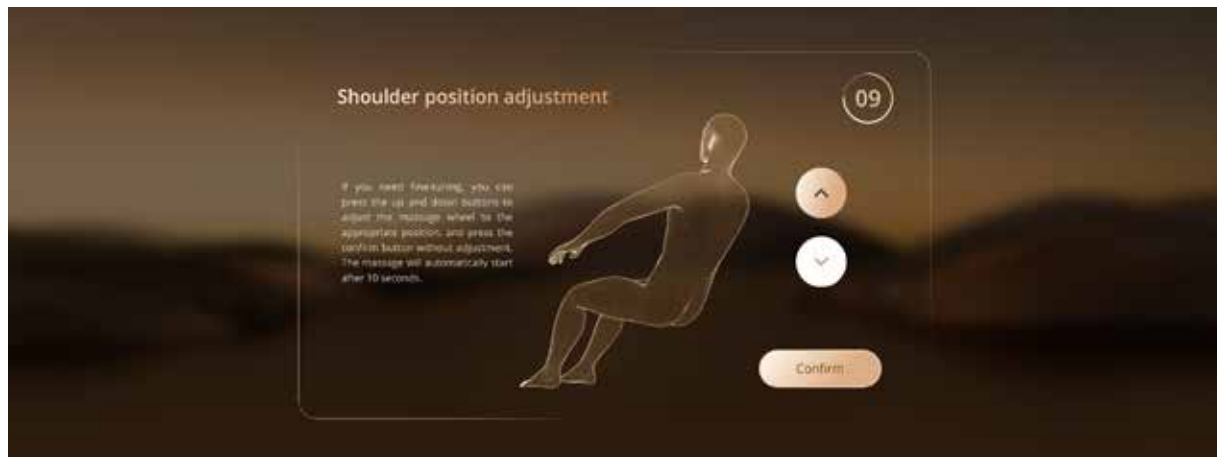 Shoulder position adjustment
09
If you need fine-tuning, you can
press the up and down buttons to
adjust the massage wheel to the
appropriate position, and press the
confirm button without adjustment.
The massage will automatically start
after 10 seconds.
Confirm